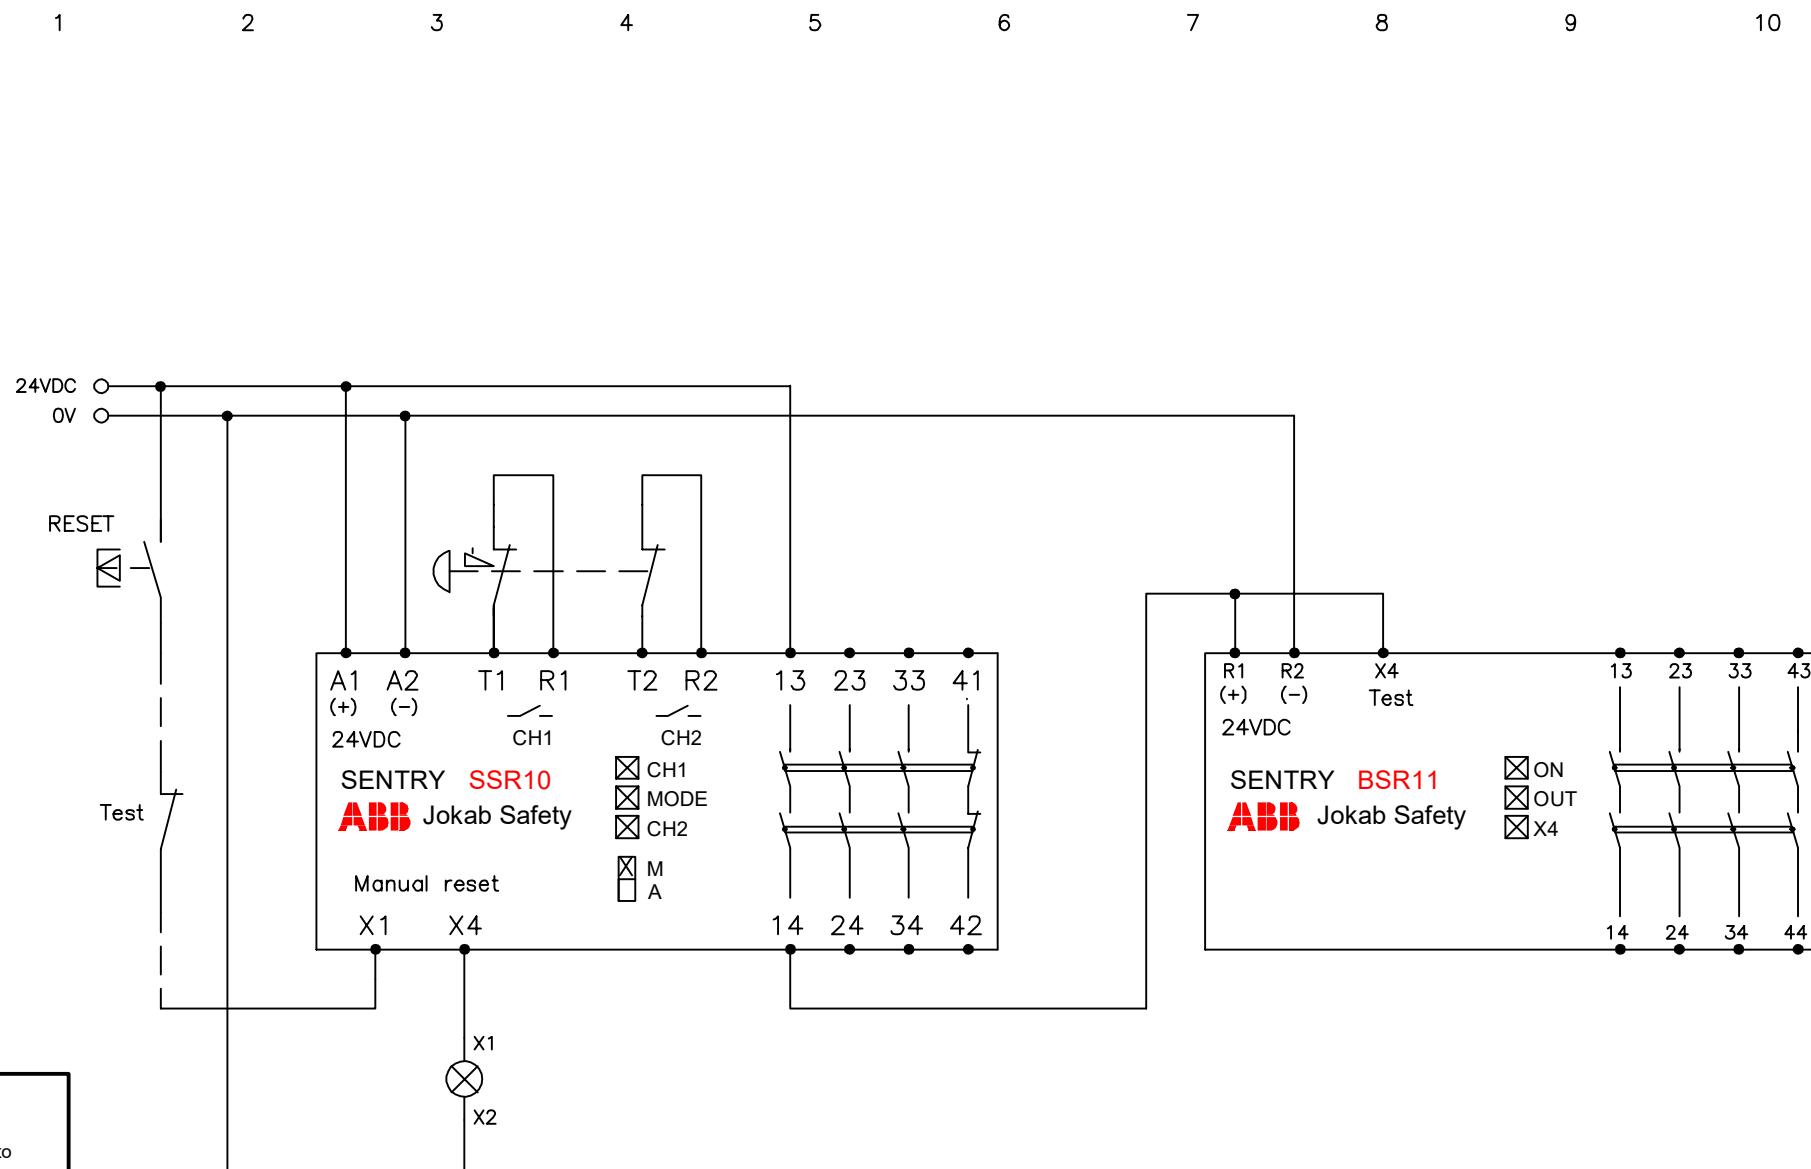 1 2 3 4 5 6 7 8 9 10
24VDC
0V
RESET
A1 A2 T1 R1 T2 R2 13 23 33 41
(+) (-)
24VDC
CH1 CH2
SENTRY SSR10
ABB Jokab Safety
CH1
MODE
CH2
M
A
Manual reset
X1 X4 14 24 34 42
Test
R1 R2 X4 13 23 33 43
(+) (-) Test
24VDC
SENTRY BSR11
ABB Jokab Safety
ON
OUT
X4
14 24 34 44
X1
X2